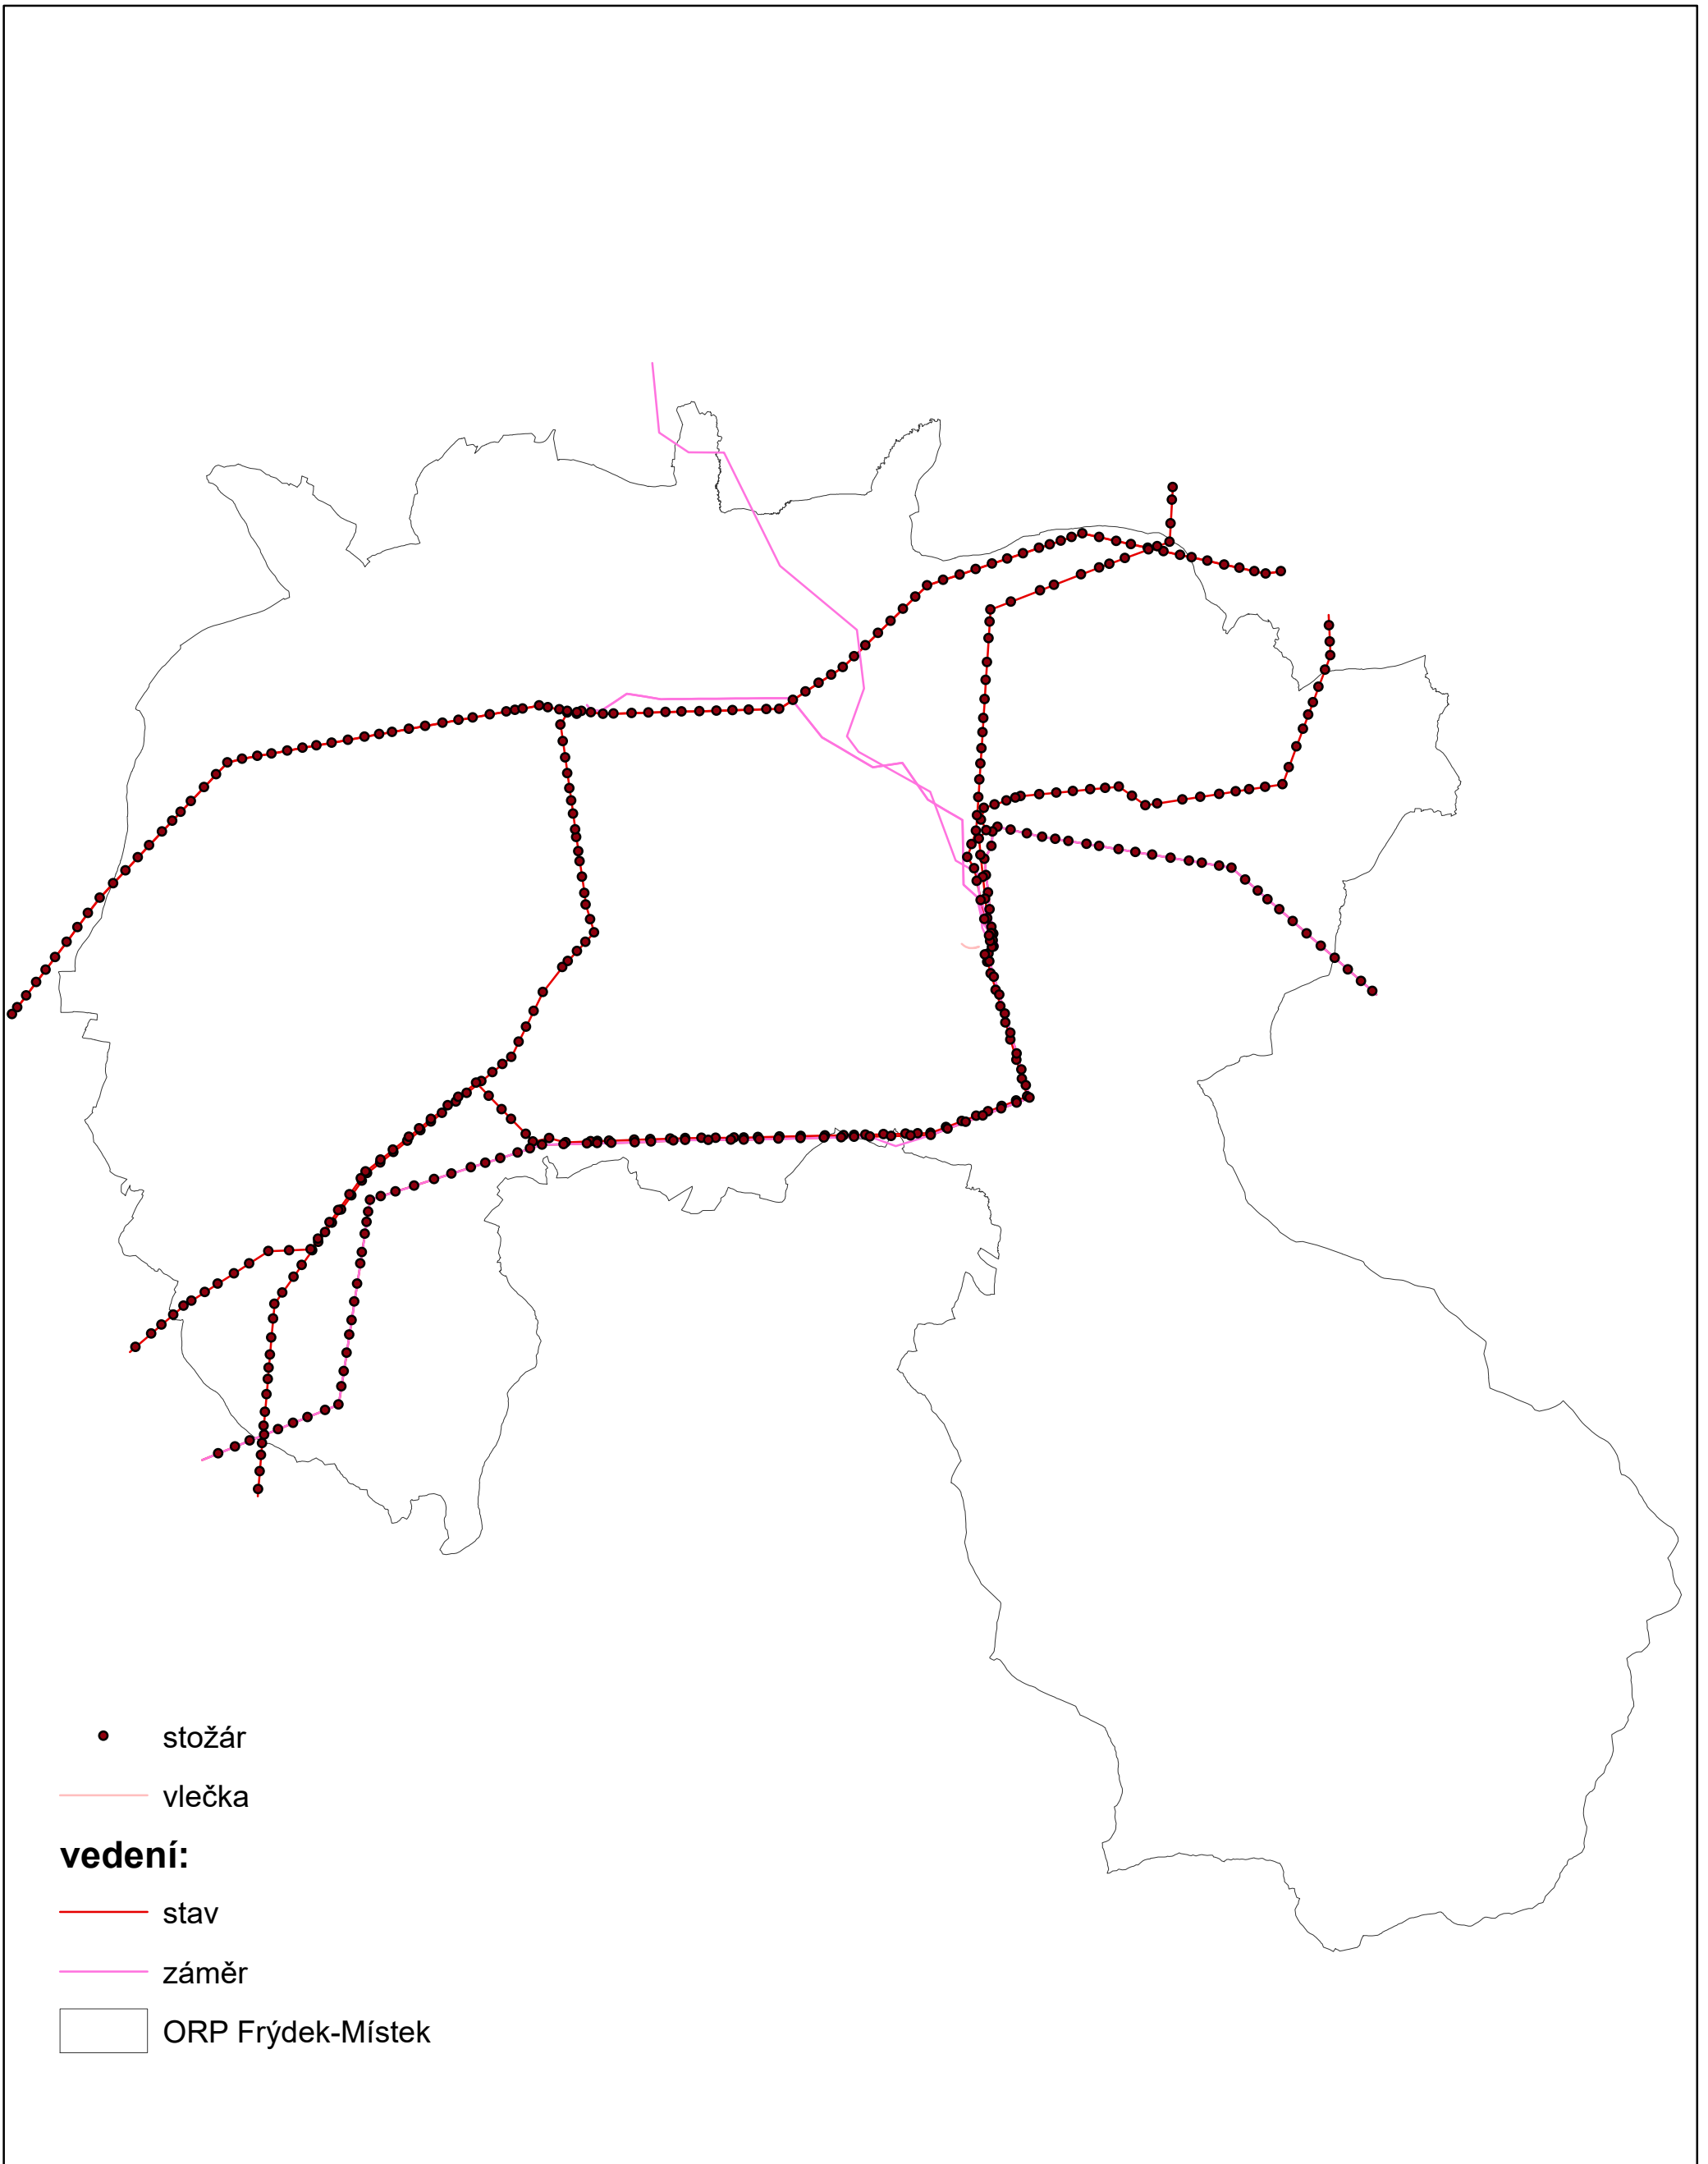 stožár
vlečka
vedení:
stav
záměr
ORP Frýdek-Místek